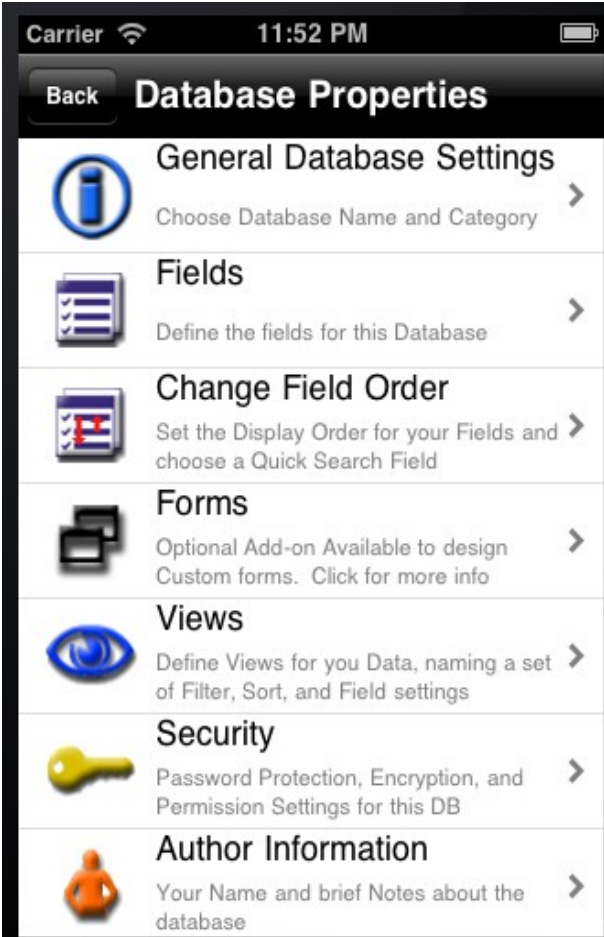 Carrier 11:52 PM
Back Database Properties
General Database Settings
Choose Database Name and Category
Fields
Define the fields for this Database
Change Field Order
Set the Display Order for your Fields and
choose a Quick Search Field
Forms
Optional Add-on Available to design
Custom forms.  Click for more info
Views
Define Views for you Data, naming a set
of Filter, Sort, and Field settings
Security
Password Protection, Encryption, and
Permission Settings for this DB
Author Information
Your Name and brief Notes about the
database